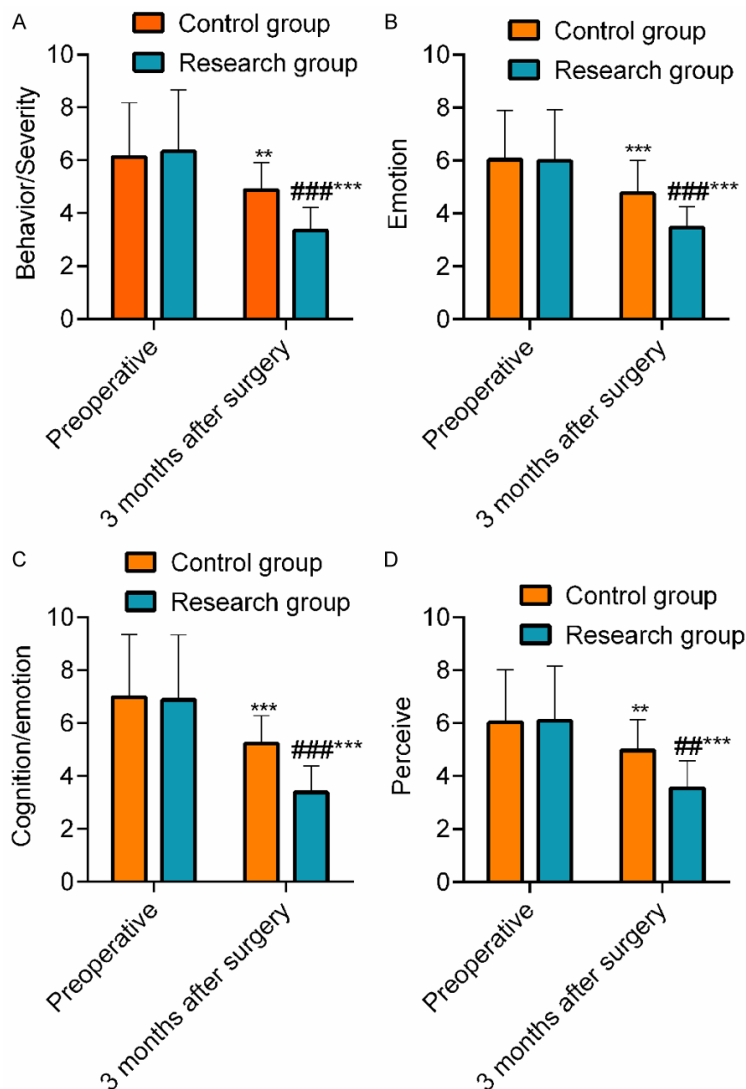 A
Control group
Research group
Behavior/Severity
10
8
6
4
2
0
**
###***
Preoperative
3 months after surgery
B
Control group
Research group
Emotion
10
8
6
4
2
0
***
###***
Preoperative
3 months after surgery
C
Control group
Research group
Cognition/emotion
10
8
6
4
2
0
***
###***
Preoperative
3 months after surgery
D
Control group
Research group
Perceive
10
8
6
4
2
0
**
##***
Preoperative
3 months after surgery